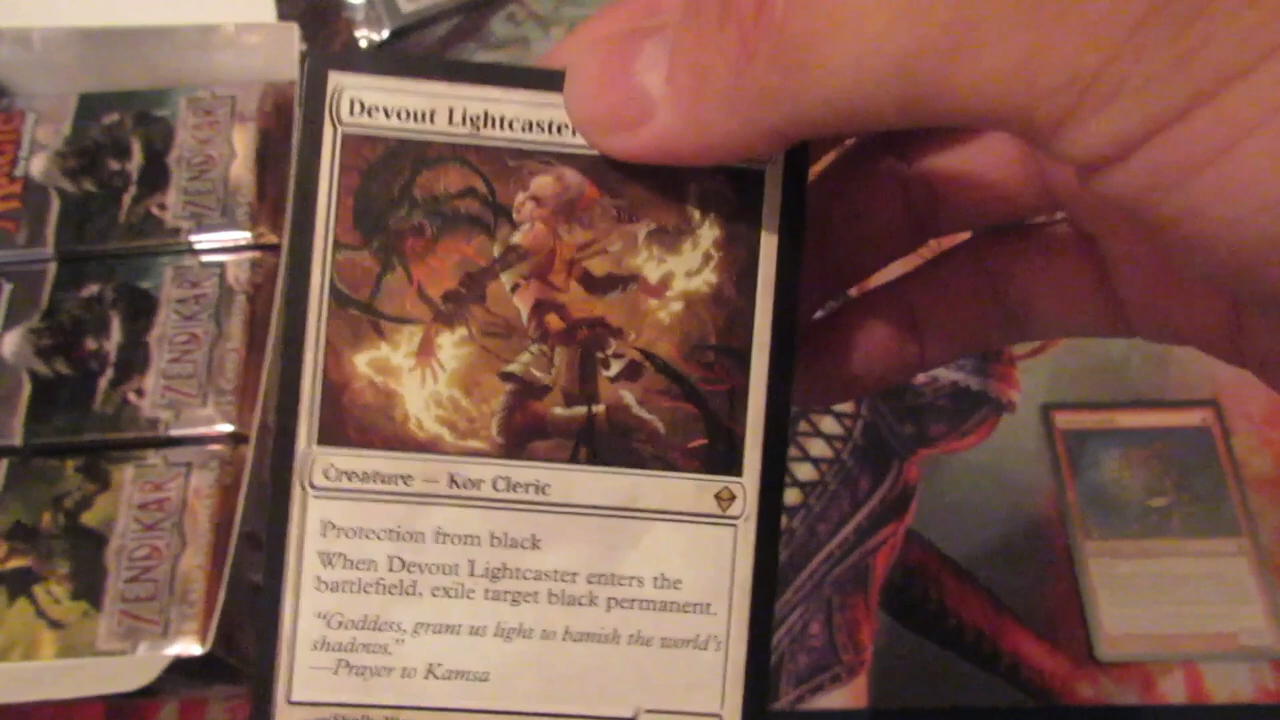 Devout Lightcaster
Creature — Kor Cleric
Protection from black
When Devout Lightcaster enters the
battlefield, exile target black permanent.
"Goddess, grant us light to banish the world's
shadows."
—Prayer to Kamsa
MAGIC
ZENDIKAR
ZENDIKAR
ZENDIKAR